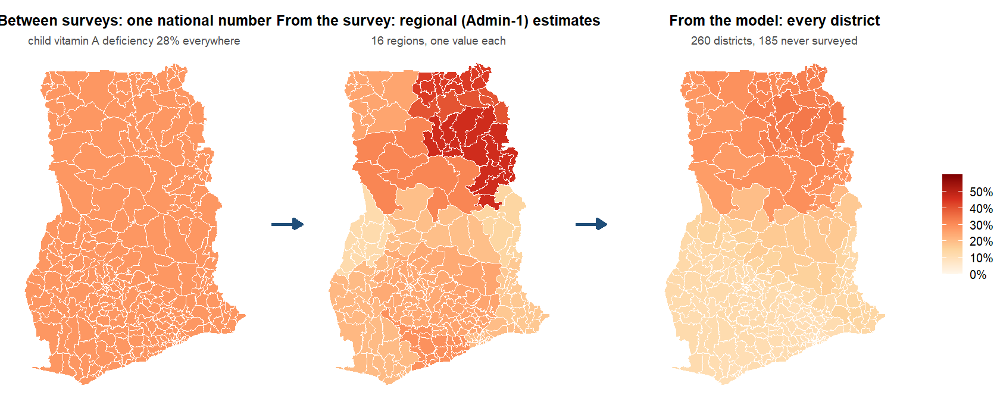 Between surveys: one national number
child vitamin A deficiency 28% everywhere
From the survey: regional (Admin-1) estimates
16 regions, one value each
From the model: every district
260 districts, 185 never surveyed
50%
40%
30%
20%
10%
0%